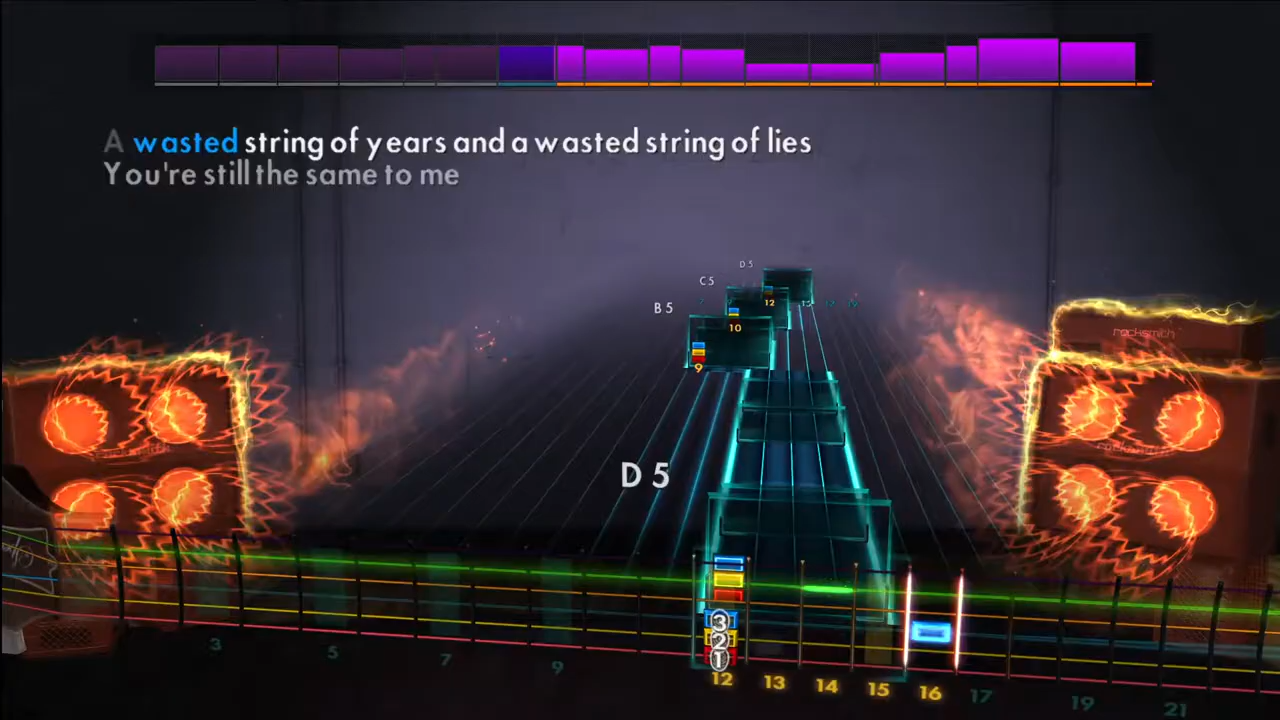 A wasted string of years and a wasted string of lies
You're still the same to me
D 5
C 5
B 5
12
10
9
rocksmith
D 5
3
2
1
3 5 7 9 12 13 14 15 16 17 19 21